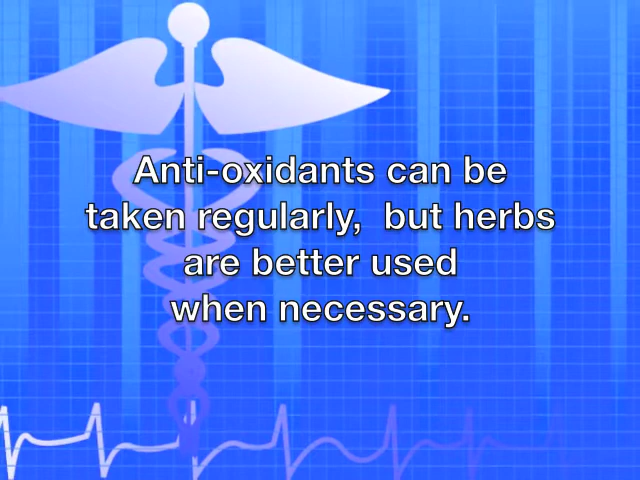 Anti-oxidants can be
taken regularly,  but herbs
are better used
when necessary.